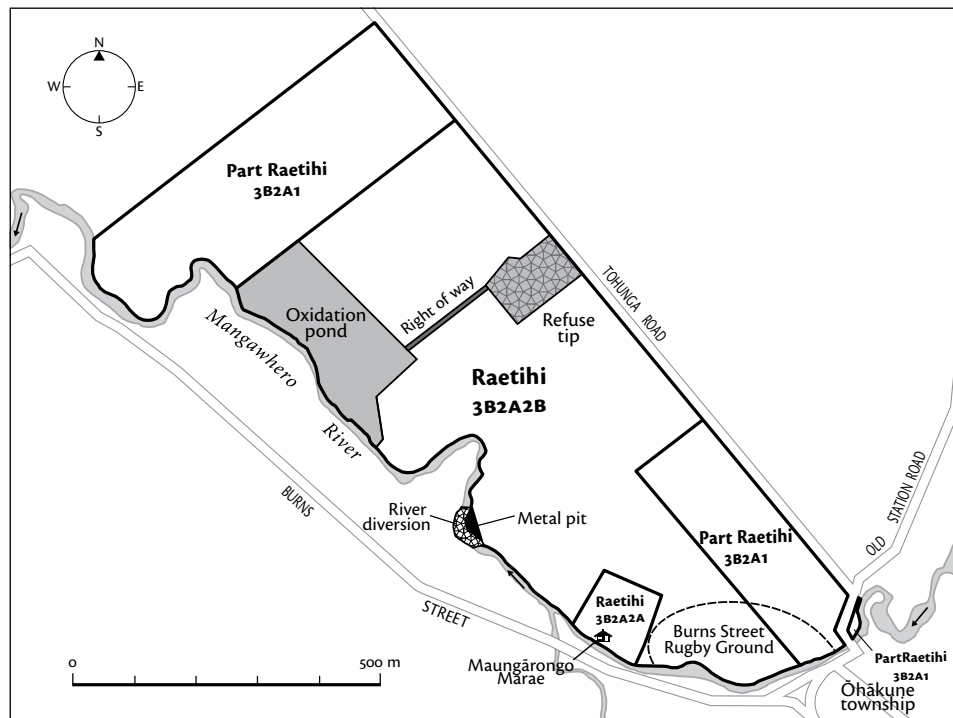 N
W
E
S
Part Raetihi
3B2A1
TOHUNGA ROAD
Right of way
Oxidation
pond
Refuse
tip
Mangawhero
River
Raetihi
3B2A2B
BURNS
STREET
River
diversion
Metal pit
OLD
STATION ROAD
Part Raetihi
3B2A1
Raetihi
3B2A2A
Burns Street
Rugby Ground
Maungārongo
Marae
Part Raetihi
3B2A1
Ōhākune
township
0
500 m